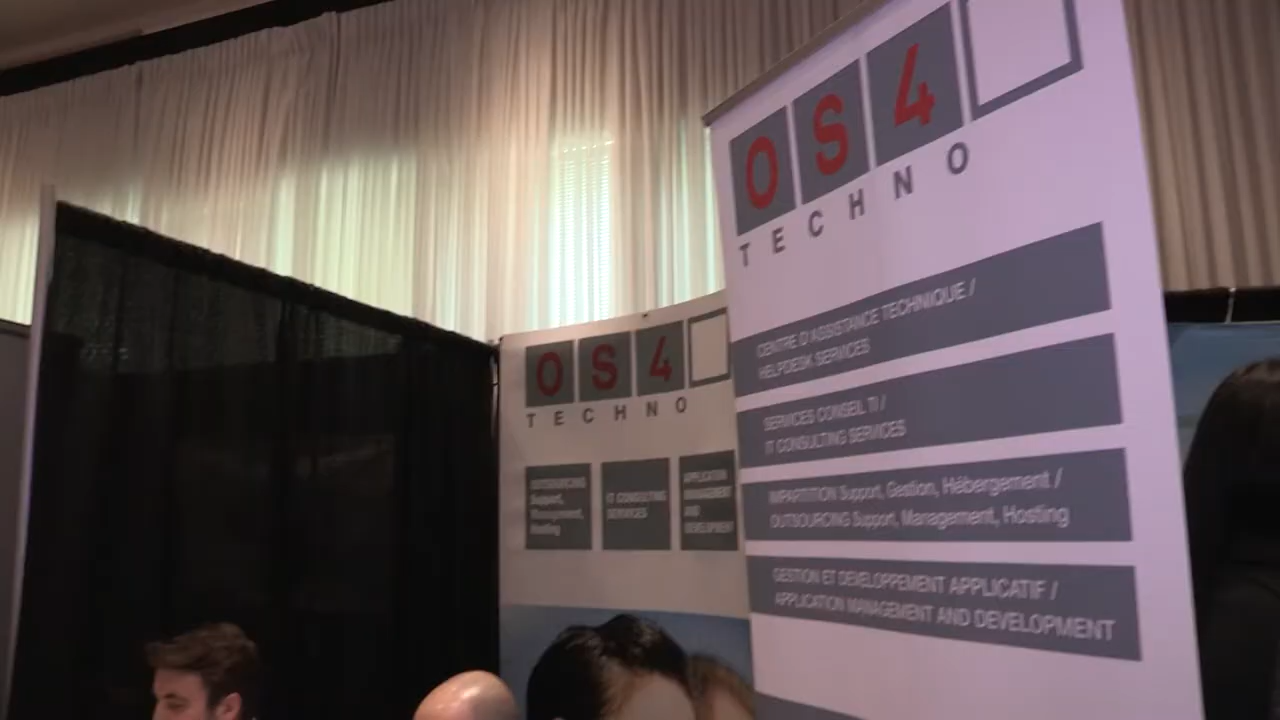 OS4
TECHNO
OUTSOURCING
Support,
Management,
Hosting
IT CONSULTING
SERVICES
APPLICATION
MANAGEMENT
AND
DEVELOPMENT
OS4
TECHNO
CENTRE D'ASSISTANCE TECHNIQUE /
HELPDESK SERVICES
SERVICES CONSEIL TI /
IT CONSULTING SERVICES
IMPARTITION Support, Gestion, Hébergement /
OUTSOURCING Support, Management, Hosting
GESTION ET DEVELOPPEMENT APPLICATIF /
APPLICATION MANAGEMENT AND DEVELOPMENT